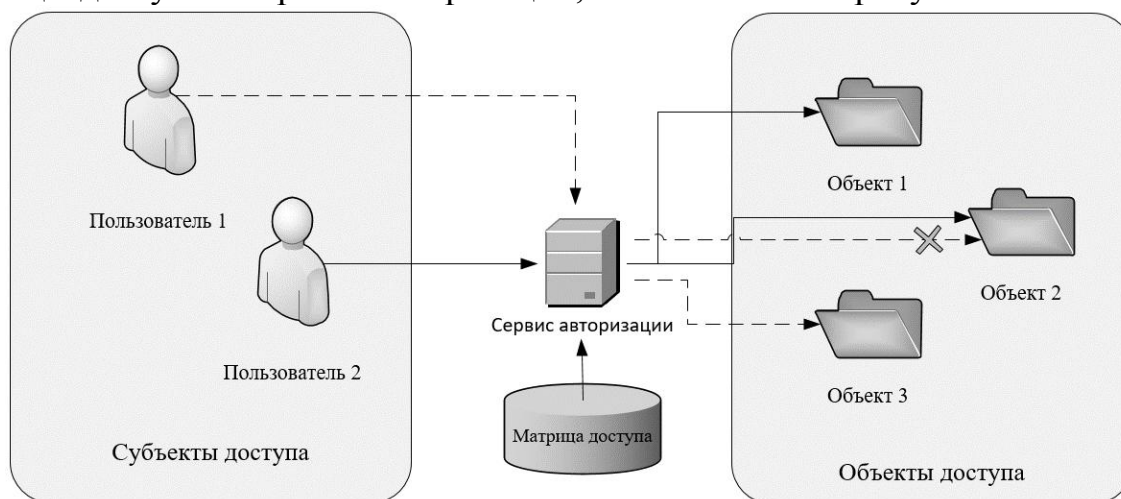 Пользователь 1
Пользователь 2
Субъекты доступа
Сервис авторизации
Матрица доступа
Объект 1
Объект 2
Объект 3
Объекты доступа